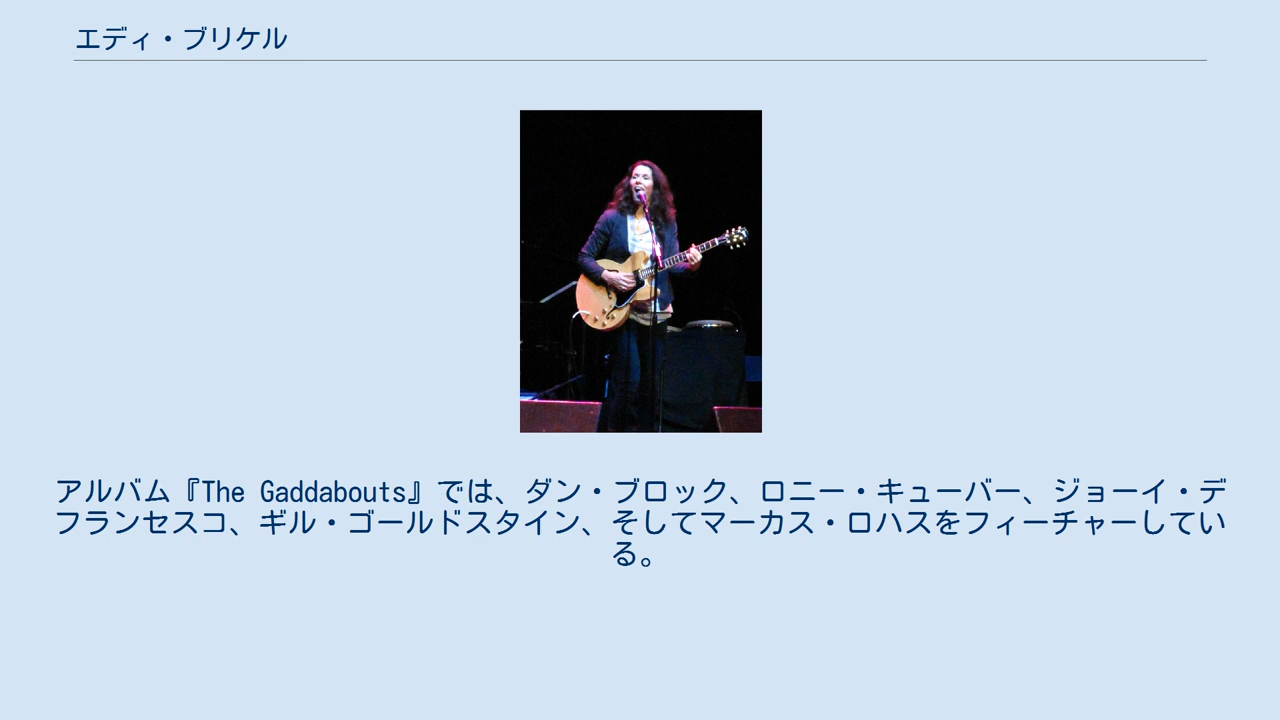 エディ・ブリケル
アルバム『The Gaddabouts』では、ダン・ブロック、ロニー・キューバー、ジョーイ・デ
フランセスコ、ギル・ゴールドスタイン、そしてマーカス・ロハスをフィーチャーしてい
る。